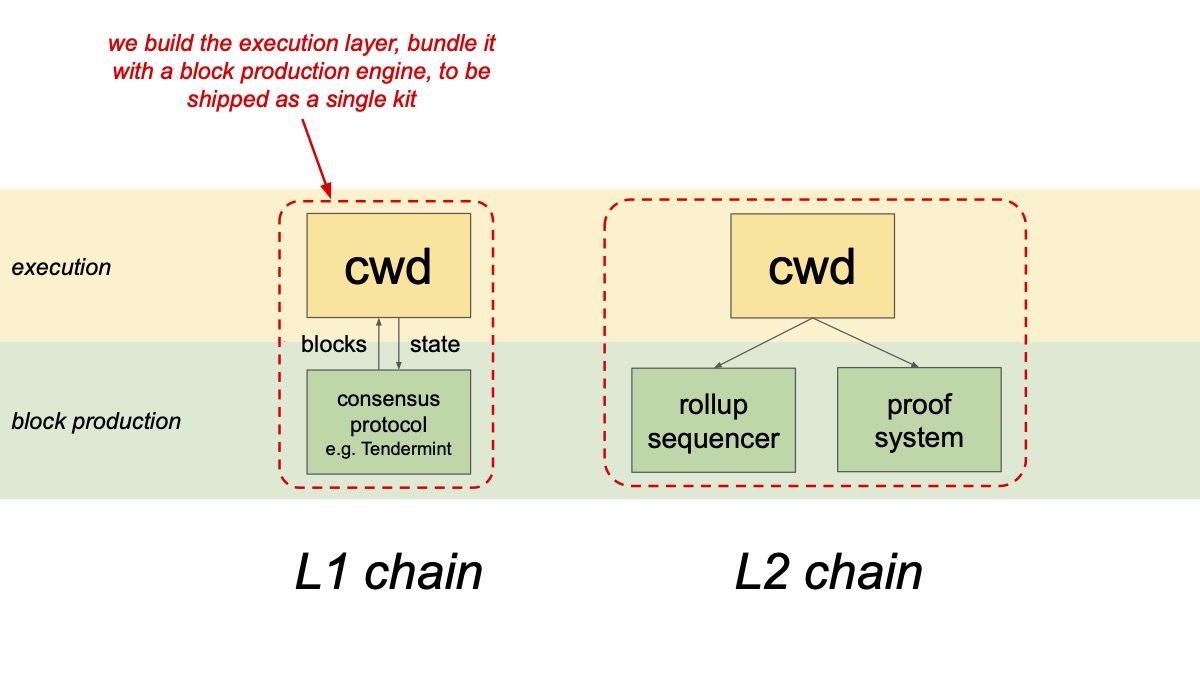 we build the execution layer, bundle it
with a block production engine, to be
shipped as a single kit
execution
cwd
cwd
blocks
state
block production
consensus
protocol
e.g. Tendermint
rollup
sequencer
proof
system
L1 chain
L2 chain